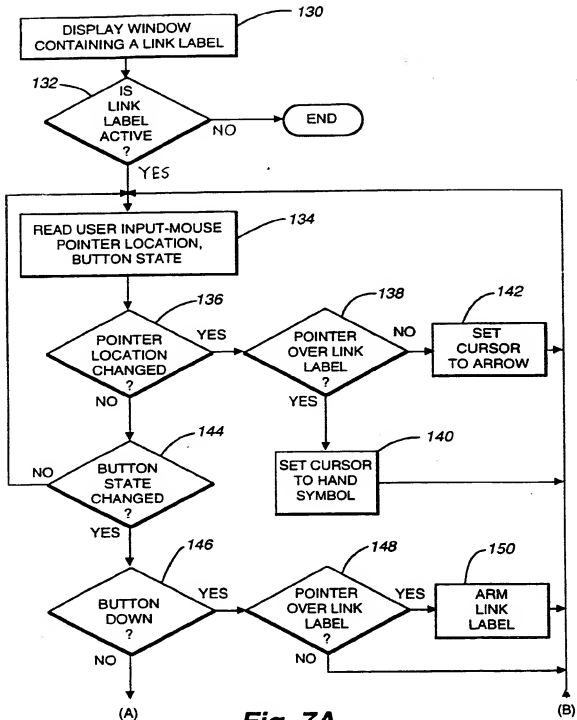 130
DISPLAY WINDOW
CONTAINING A LINK LABEL
132
IS
LINK
LABEL
ACTIVE
?
NO
END
YES
134
READ USER INPUT-MOUSE
POINTER LOCATION,
BUTTON STATE
136
POINTER
LOCATION
CHANGED
?
YES
NO
138
POINTER
OVER LINK
LABEL
?
NO
YES
142
SET
CURSOR
TO ARROW
140
SET CURSOR
TO HAND
SYMBOL
144
BUTTON
STATE
CHANGED
?
NO
YES
146
BUTTON
DOWN
?
YES
NO
148
POINTER
OVER LINK
LABEL
?
YES
NO
150
ARM
LINK
LABEL
(A)
Fig. 7A
(B)